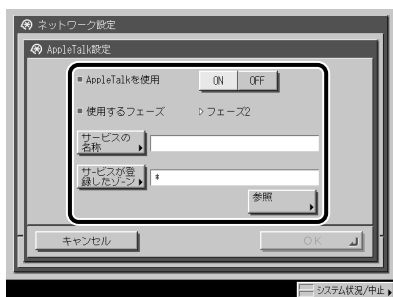 ネットワーク設定
AppleTalk設定
AppleTalkを使用 ON OFF
使用するフェーズ フェーズ2
サービスの
名称
サービスが登
録したゾーン *
参照
キャンセル OK
システム状況/中止